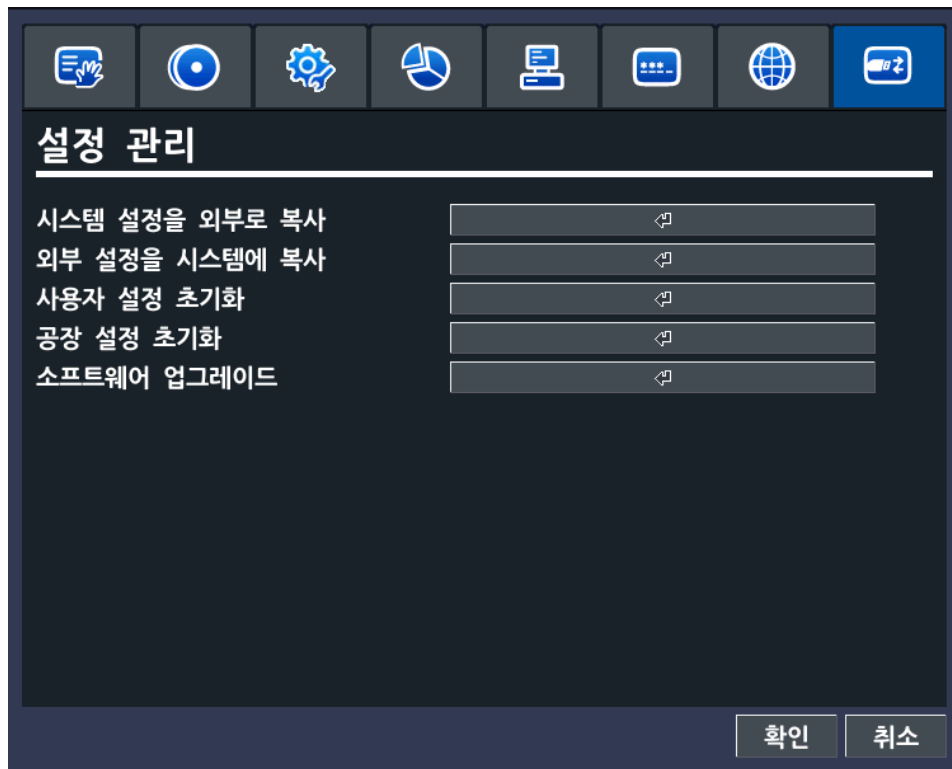 ***_
설정 관리
시스템 설정을 외부로 복사
외부 설정을 시스템에 복사
사용자 설정 초기화
공장 설정 초기화
소프트웨어 업그레이드
확인 취소